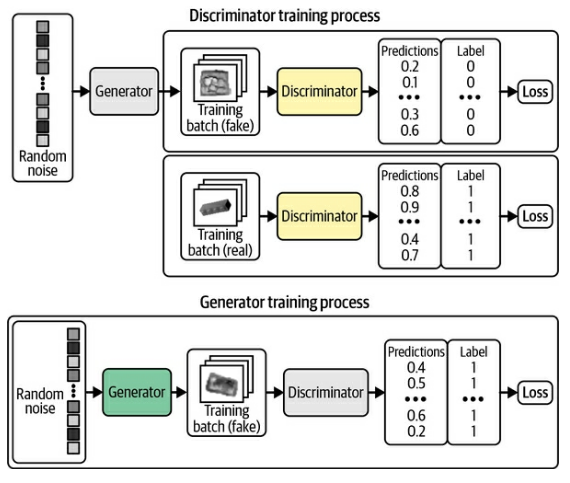 Discriminator training process
Random
noise
Generator
Training
batch (fake)
Discriminator
Predictions
0.2
0.1
•••
0.3
0.6
Label
0
0
•••
0
0
Loss
Training
batch (real)
Discriminator
Predictions
0.8
0.9
•••
0.4
0.7
Label
1
1
•••
1
1
Loss
Generator training process
Random
noise
Generator
Training
batch (fake)
Discriminator
Predictions
0.4
0.5
•••
0.6
0.2
Label
1
1
•••
1
1
Loss